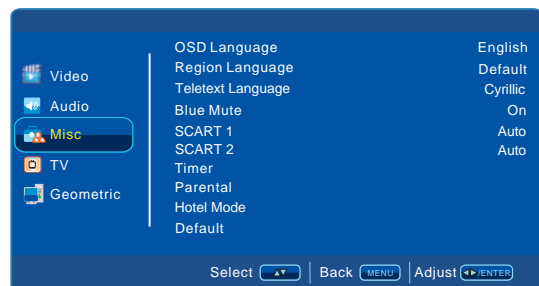 Video
Audio
Misc
TV
Geometric
OSD Language English
Region Language Default
Teletext Language Cyrillic
Blue Mute On
SCART 1 Auto
SCART 2 Auto
Timer
Parental
Hotel Mode
Default
Select ▲▼ Back MENU Adjust ◀▶/ENTER